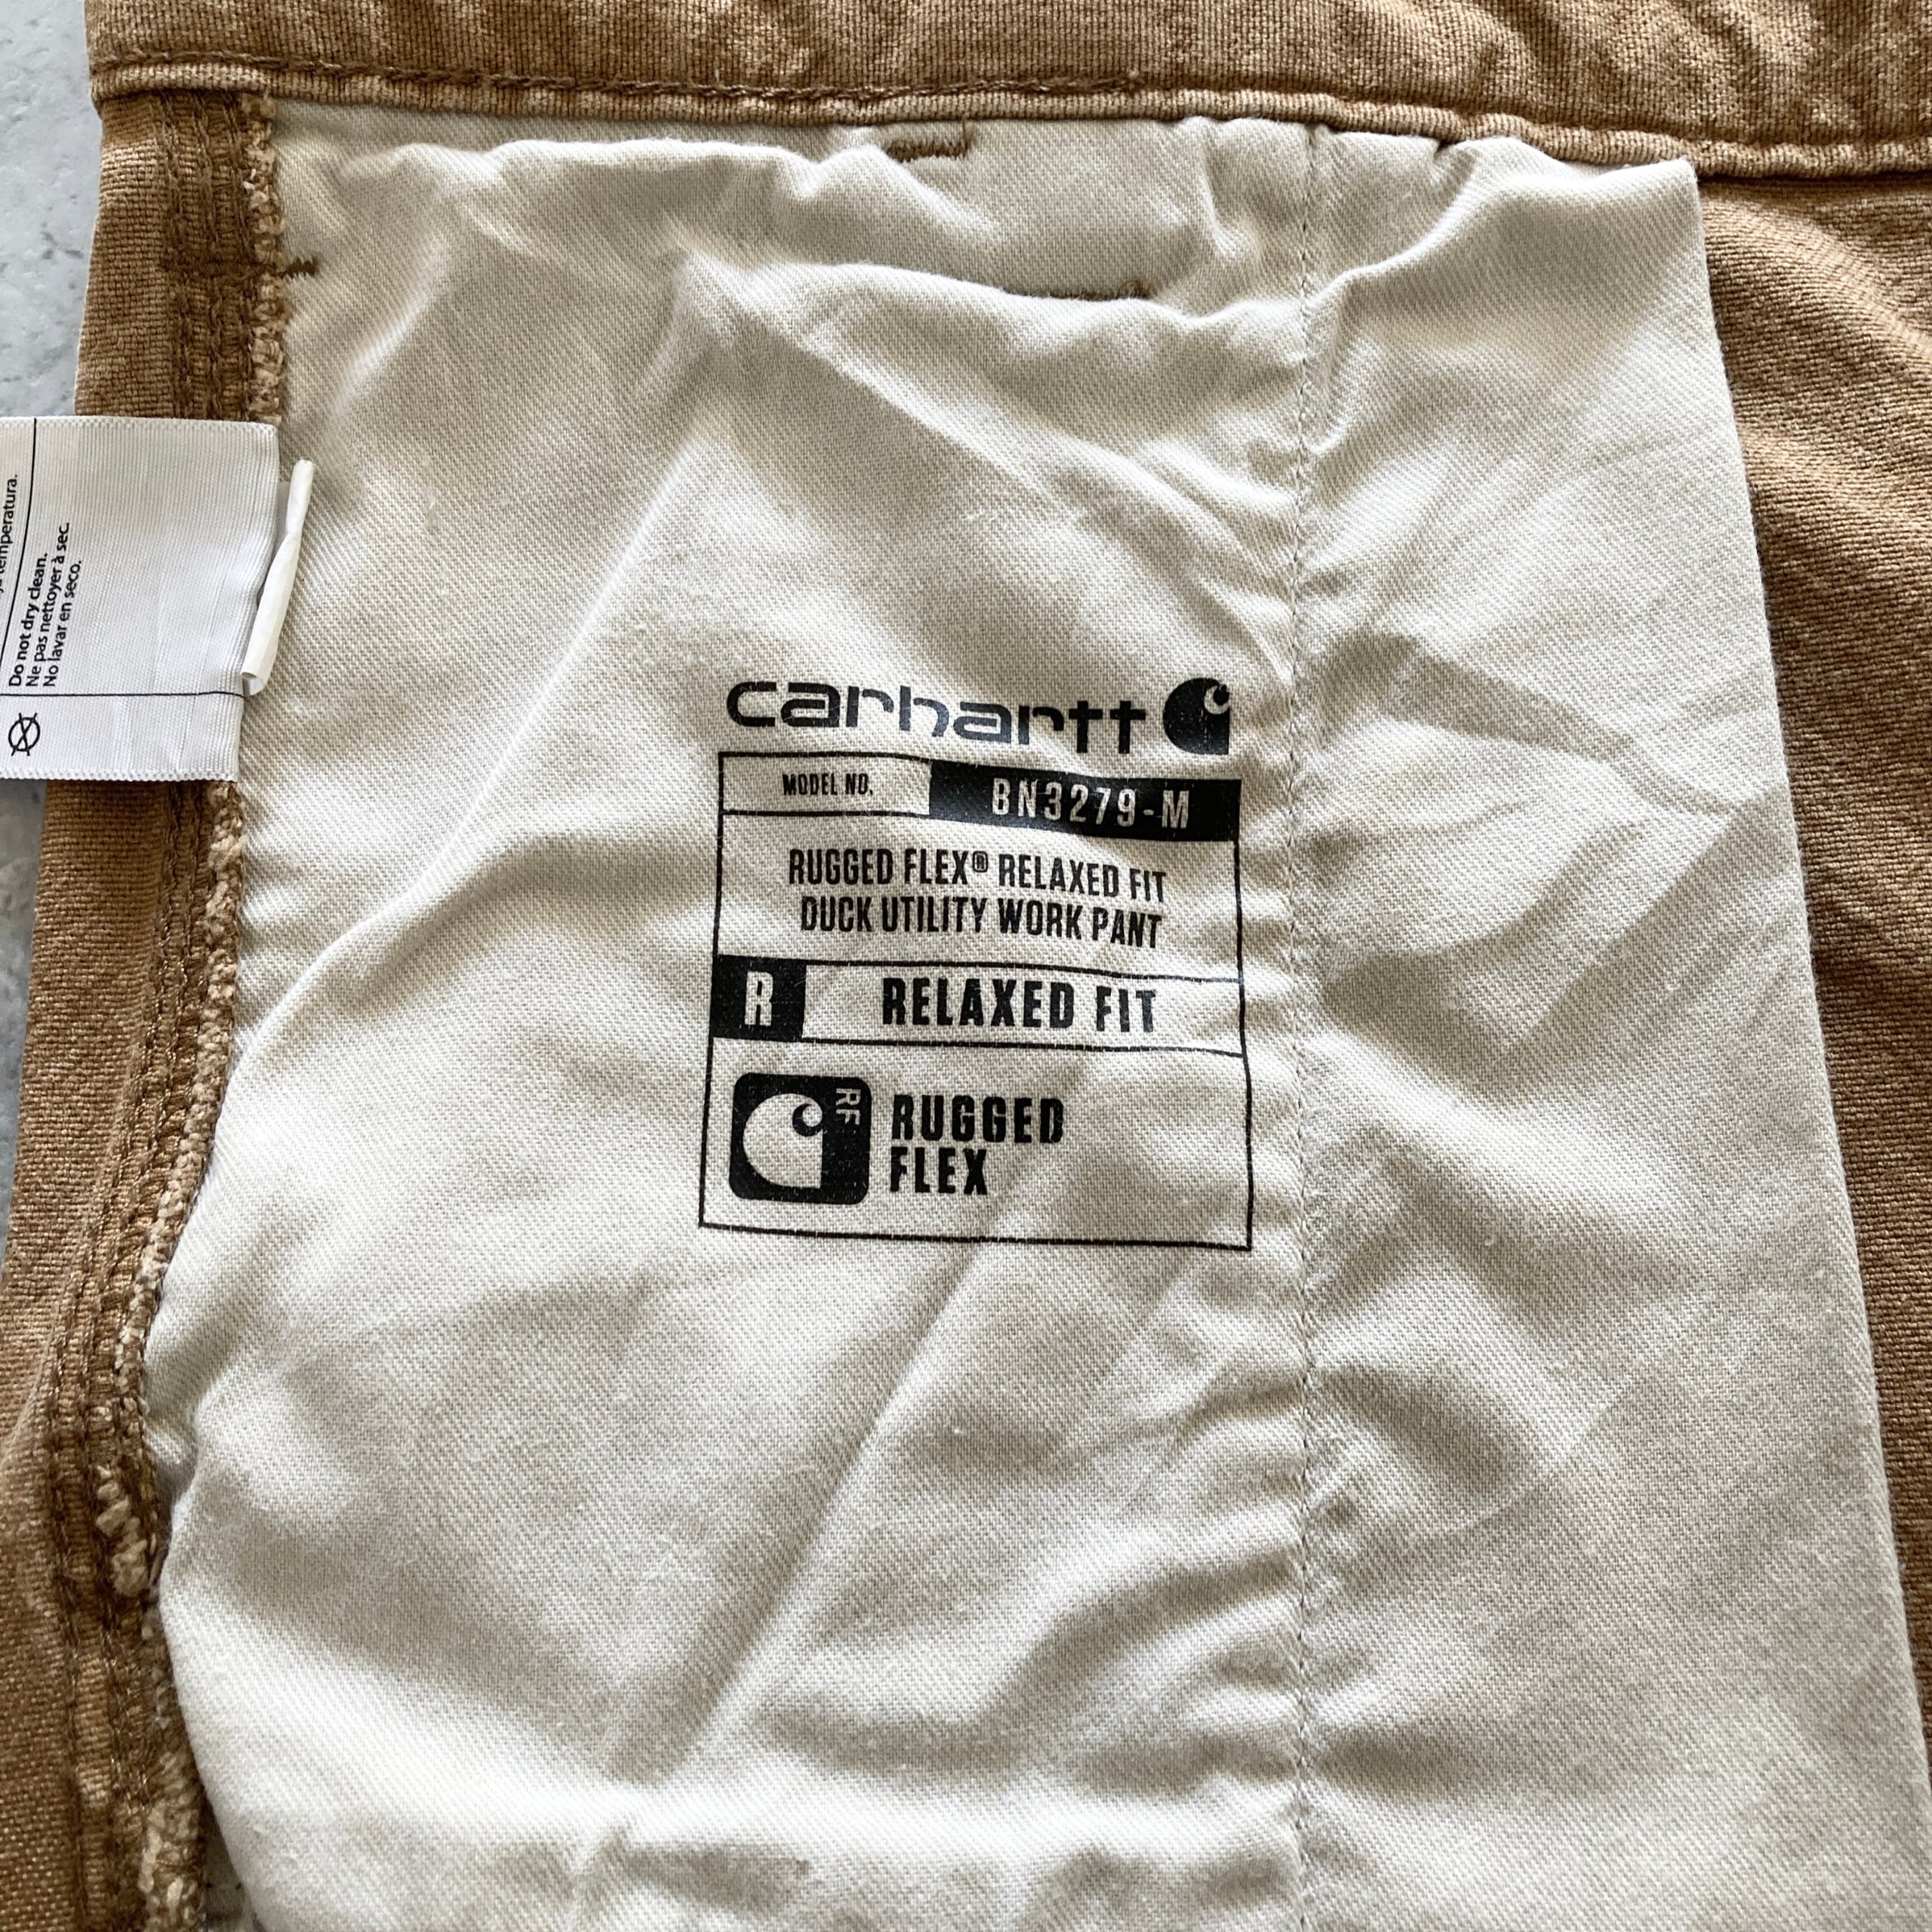 temperatura.
Do not dry clean.
Ne pas nettoyer à sec.
No lavar en seco.
carhartt
MODEL NO.
BN3279-M
RUGGED FLEX® RELAXED FIT
DUCK UTILITY WORK PANT
R
RELAXED FIT
RF
RUGGED
FLEX